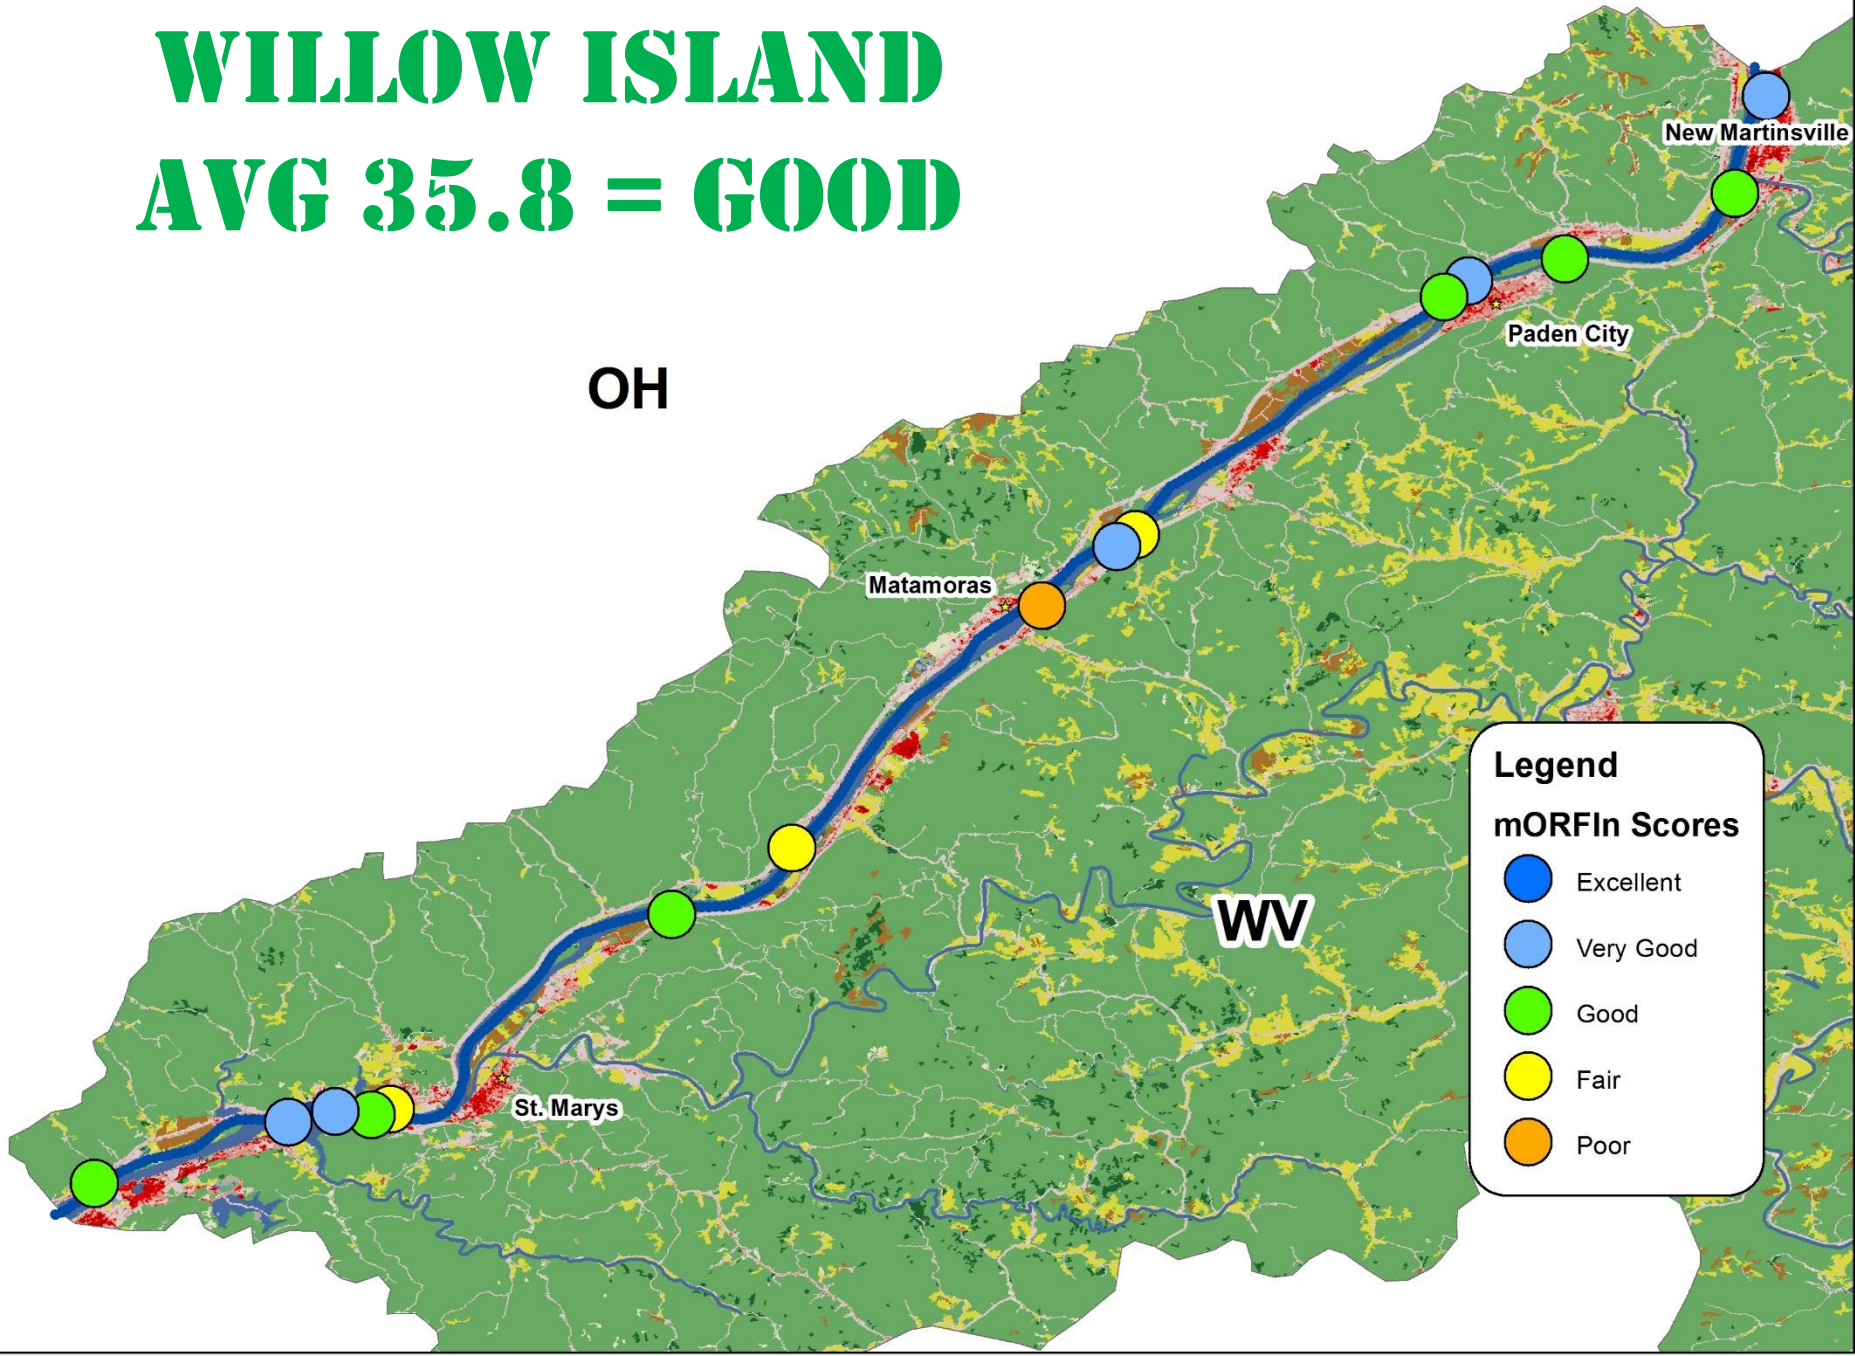 WILLOW ISLAND
AVG 35.8 = GOOD
New Martinsville
Paden City
OH
Matamoras
WV
St. Marys
Legend
mORFIn Scores
Excellent
Very Good
Good
Fair
Poor